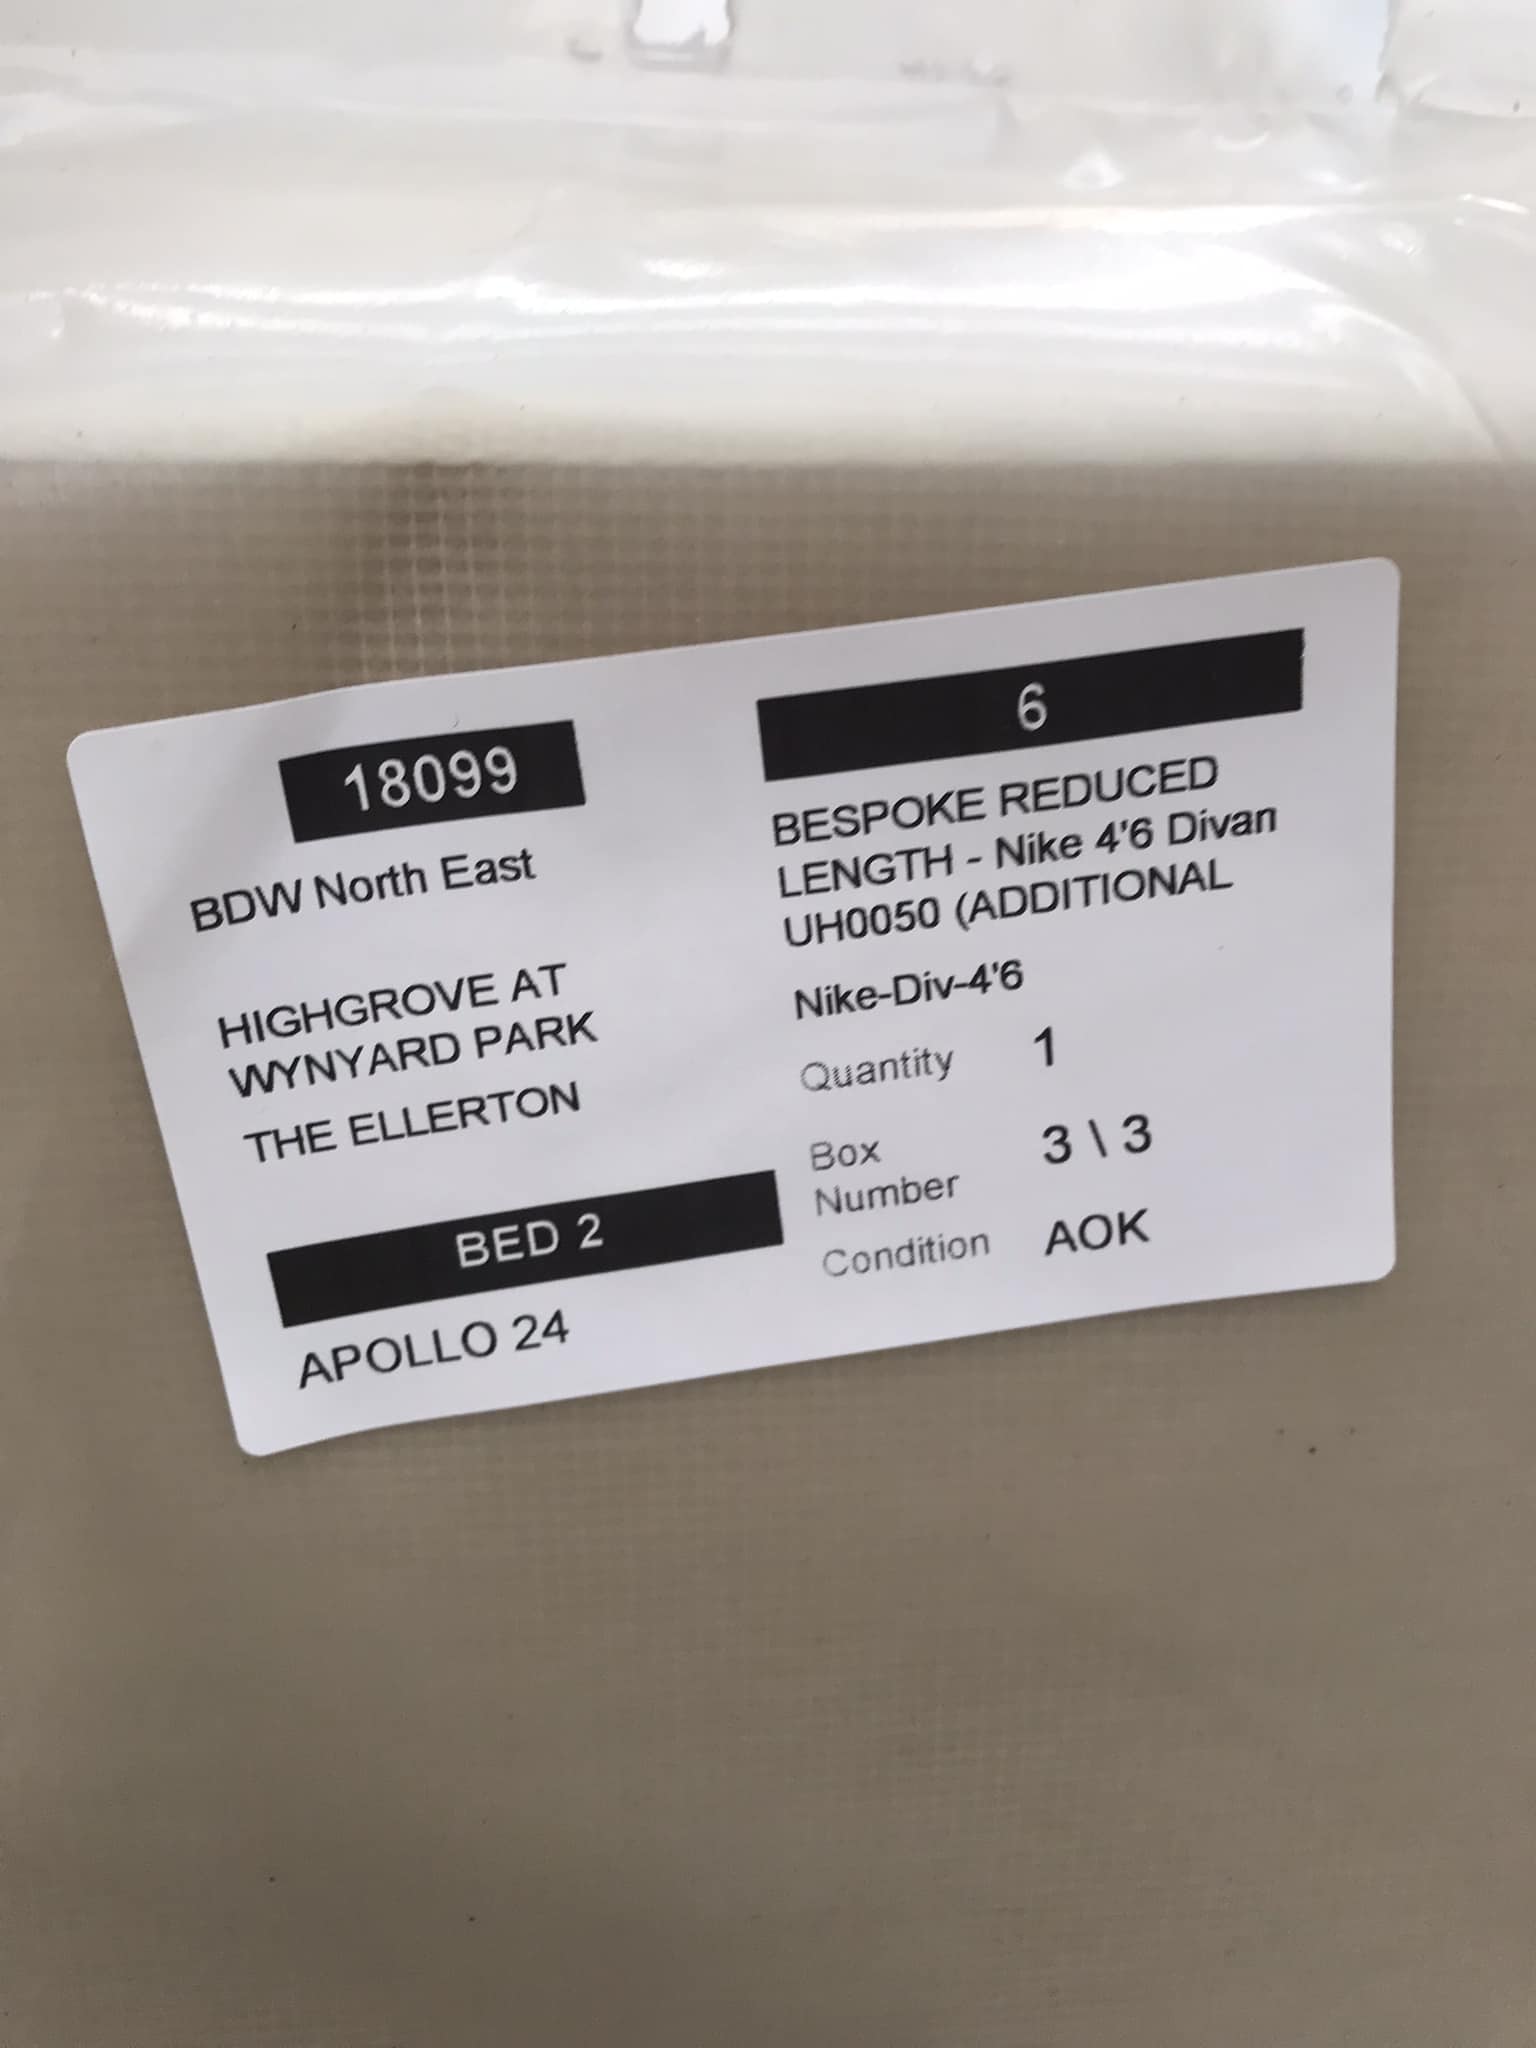 18099
BDW North East
HIGHGROVE AT
WYNYARD PARK
THE ELLERTON
BED 2
APOLLO 24
6
BESPOKE REDUCED
LENGTH - Nike 4'6 Divan
UH0050 (ADDITIONAL
Nike-Div-4'6
Quantity 1
Box
Number 3 \ 3
Condition AOK